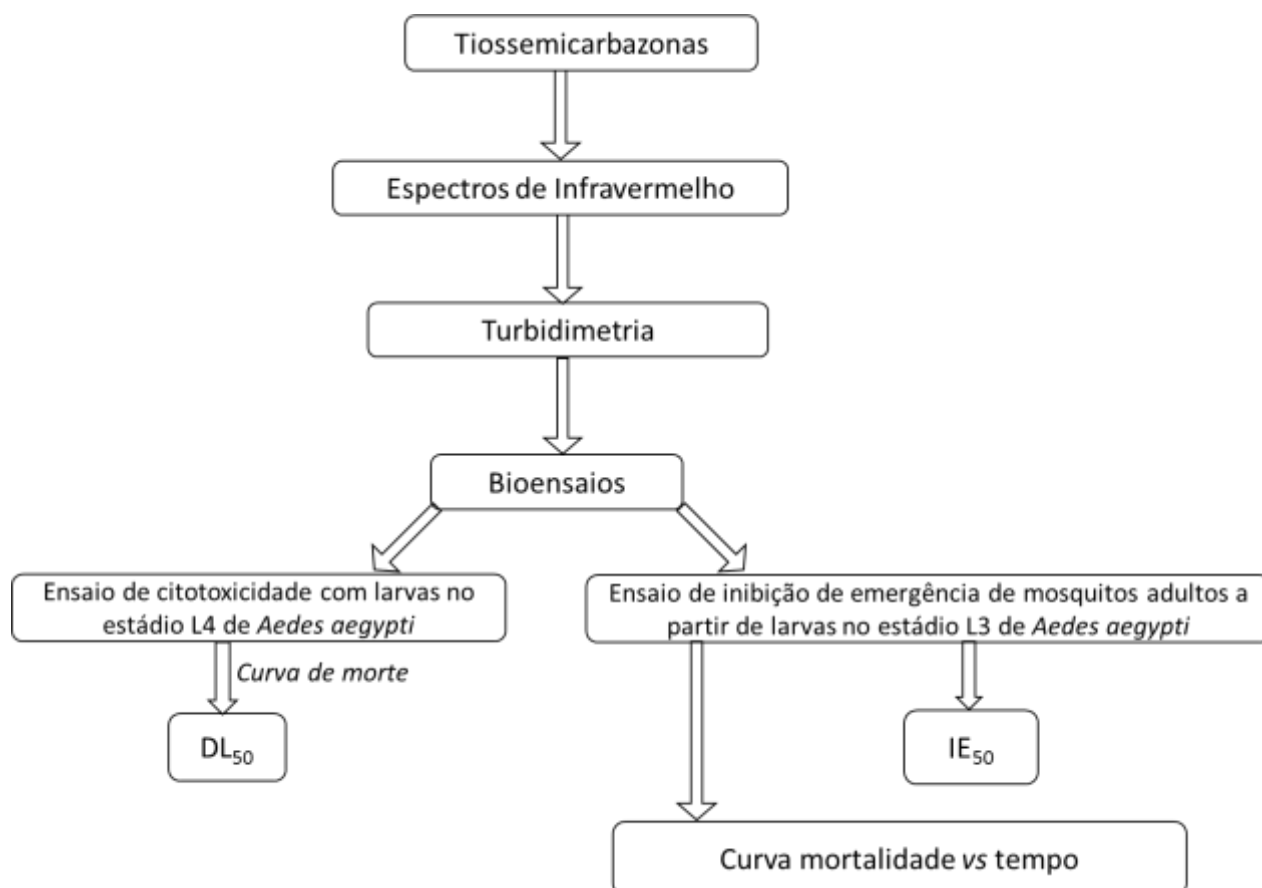 Tiossemicarbazonas
Espectros de Infravermelho
Turbidimetria
Bioensaios
Ensaio de citotoxicidade com larvas no
estádio L4 de Aedes aegypti
Ensaio de inibição de emergência de mosquitos adultos a
partir de larvas no estádio L3 de Aedes aegypti
Curva de morte
DL50
IE50
Curva mortalidade vs tempo